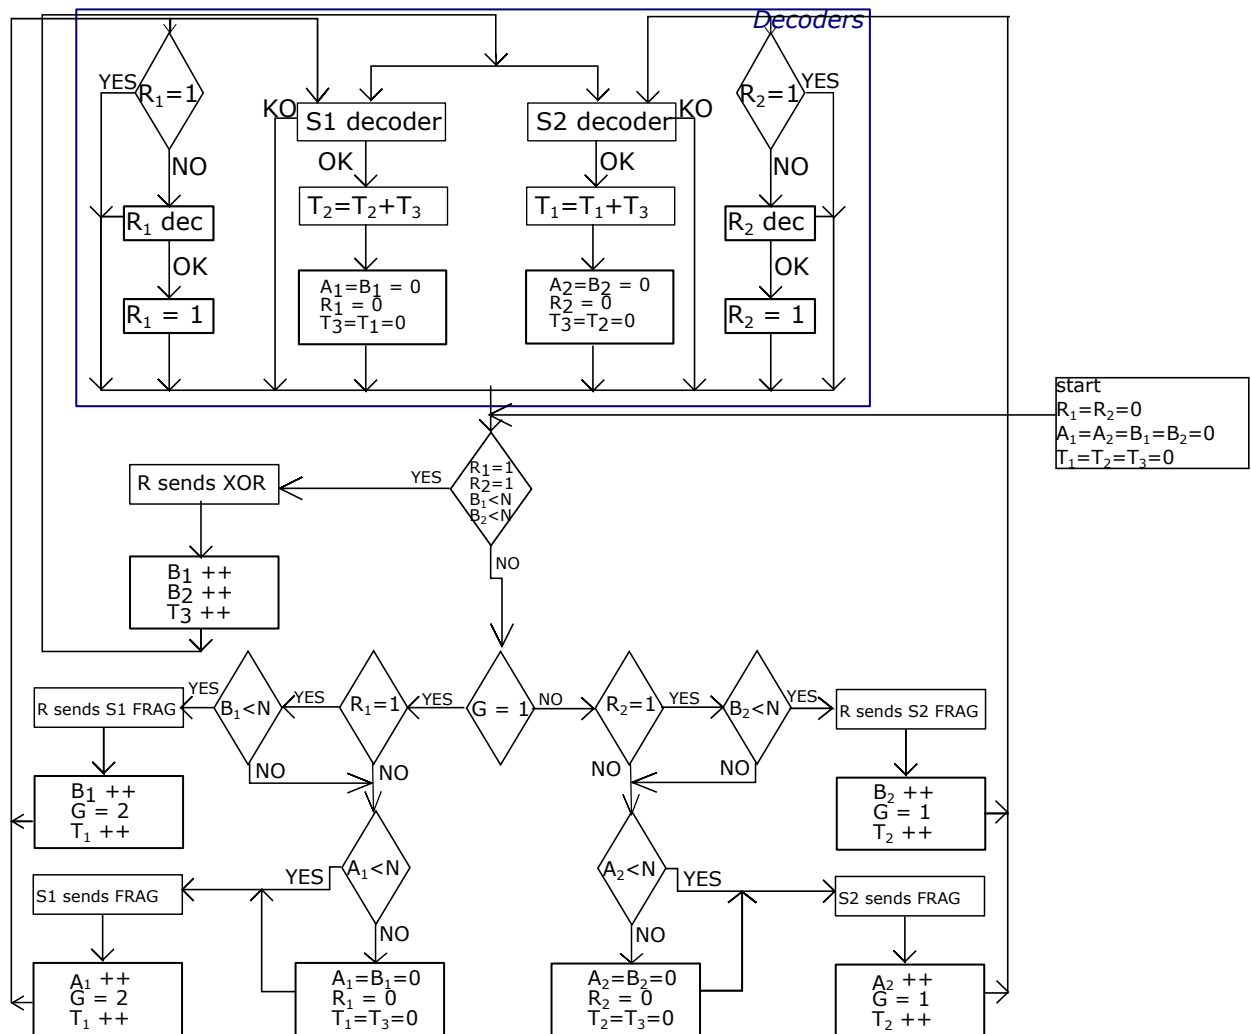 Decoders
YES
R₁=1
NO
R₁ dec
OK
R₁ = 1
KO
S1 decoder
OK
T₂=T₂+T₃
A₁=B₁ = 0
R₁ = 0
T₃=T₁=0
S2 decoder
KO
OK
T₁=T₁+T₃
A₂=B₂ = 0
R₂ = 0
T₃=T₂=0
R₂=1
YES
NO
R₂ dec
OK
R₂ = 1
start
R₁=R₂=0
A₁=A₂=B₁=B₂=0
T₁=T₂=T₃=0
R₁=1
R₂=1
B₁<N
B₂<N
YES
NO
R sends XOR
B₁ ++
B₂ ++
T₃ ++
G = 1
YES
NO
R₁=1
YES
NO
B₁<N
YES
NO
R sends S1 FRAG
B₁ ++
G = 2
T₁ ++
A₁<N
YES
NO
S1 sends FRAG
A₁ ++
G = 2
T₁ ++
A₁=B₁=0
R₁ = 0
T₁=T₃=0
R₂=1
YES
NO
B₂<N
YES
NO
R sends S2 FRAG
B₂ ++
G = 1
T₂ ++
A₂<N
YES
NO
S2 sends FRAG
A₂ ++
G = 1
T₂ ++
A₂=B₂=0
R₂ = 0
T₂=T₃=0